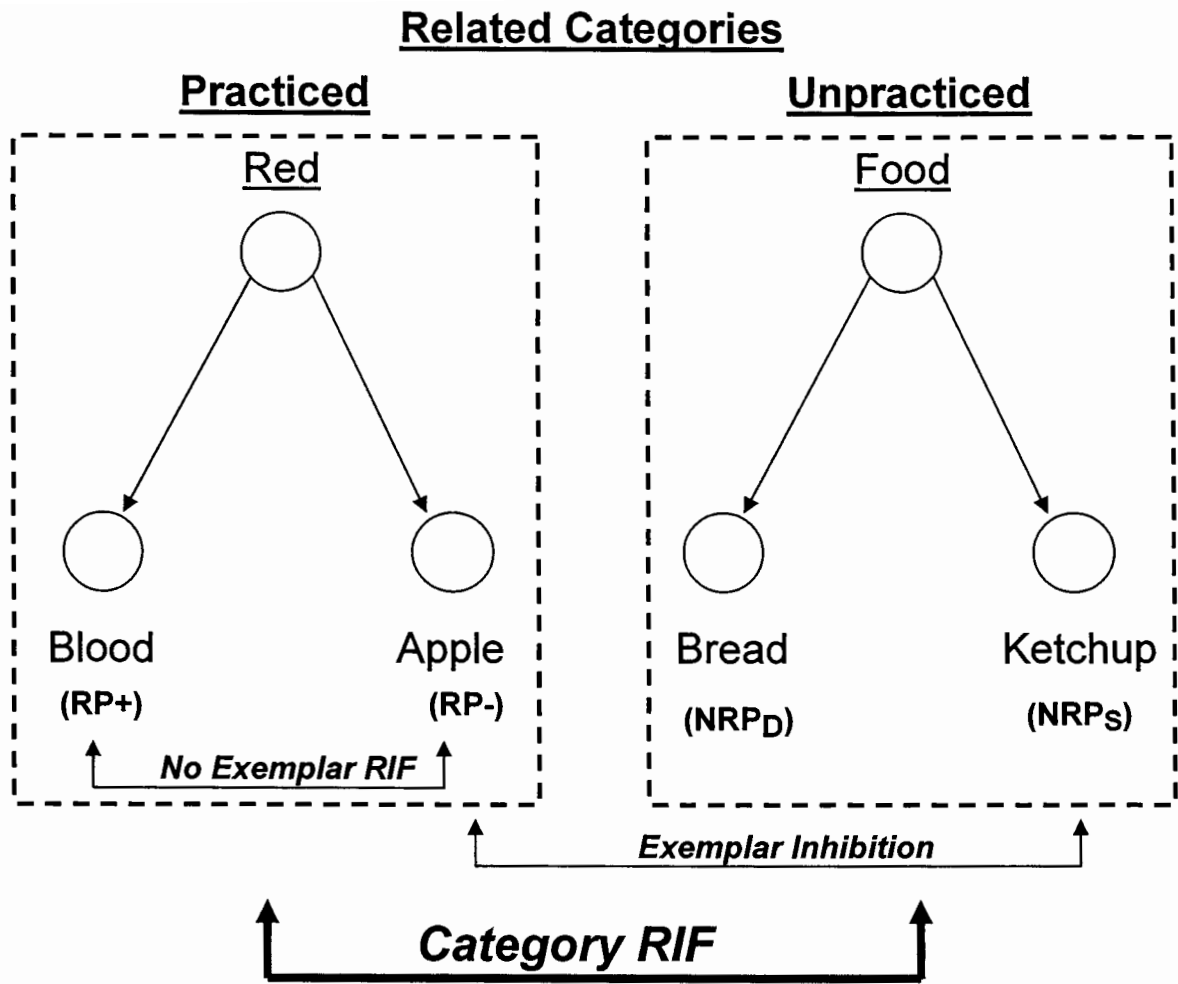 Related Categories
Practiced
Unpracticed
Red
Food
Blood
Apple
Bread
Ketchup
(RP+)
(RP-)
(NRPD)
(NRPS)
No Exemplar RIF
Exemplar Inhibition
Category RIF